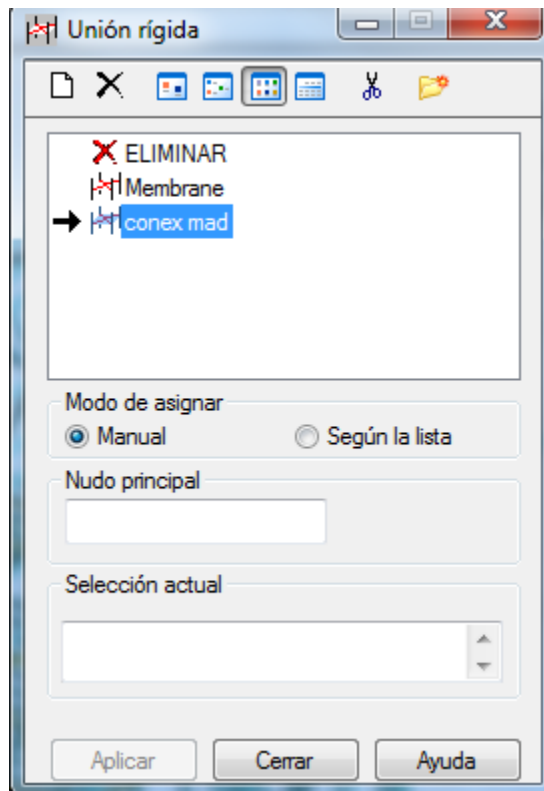 Unión rígida
ELIMINAR
Membrane
conex mad
Modo de asignar
Manual
Según la lista
Nudo principal
Selección actual
Aplicar
Cerrar
Ayuda